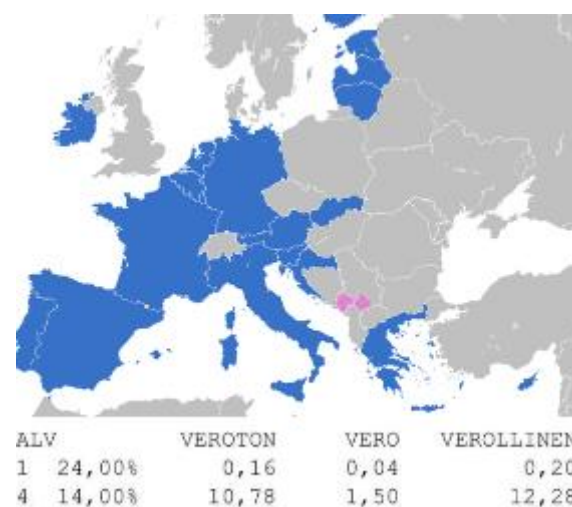 ALV VEROTON VERO VEROLLINEN
1 24,00% 0,16 0,04 0,20
4 14,00% 10,78 1,50 12,28